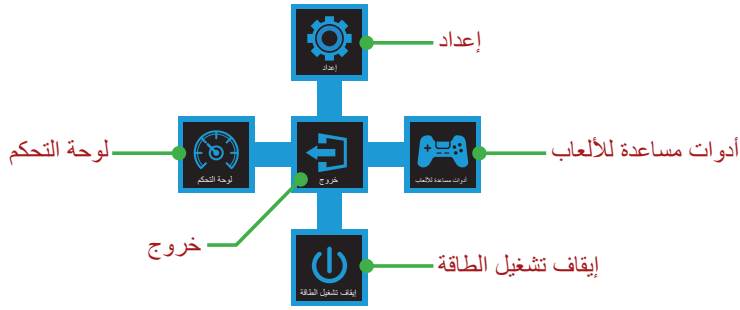 إعداد
إعداد
أدوات مساعدة للألعاب
أدوات مساعدة للألعاب
خروج
لوحة التحكم
لوحة التحكم
خروج
إيقاف تشغيل الطاقة
إيقاف تشغيل الطاقة